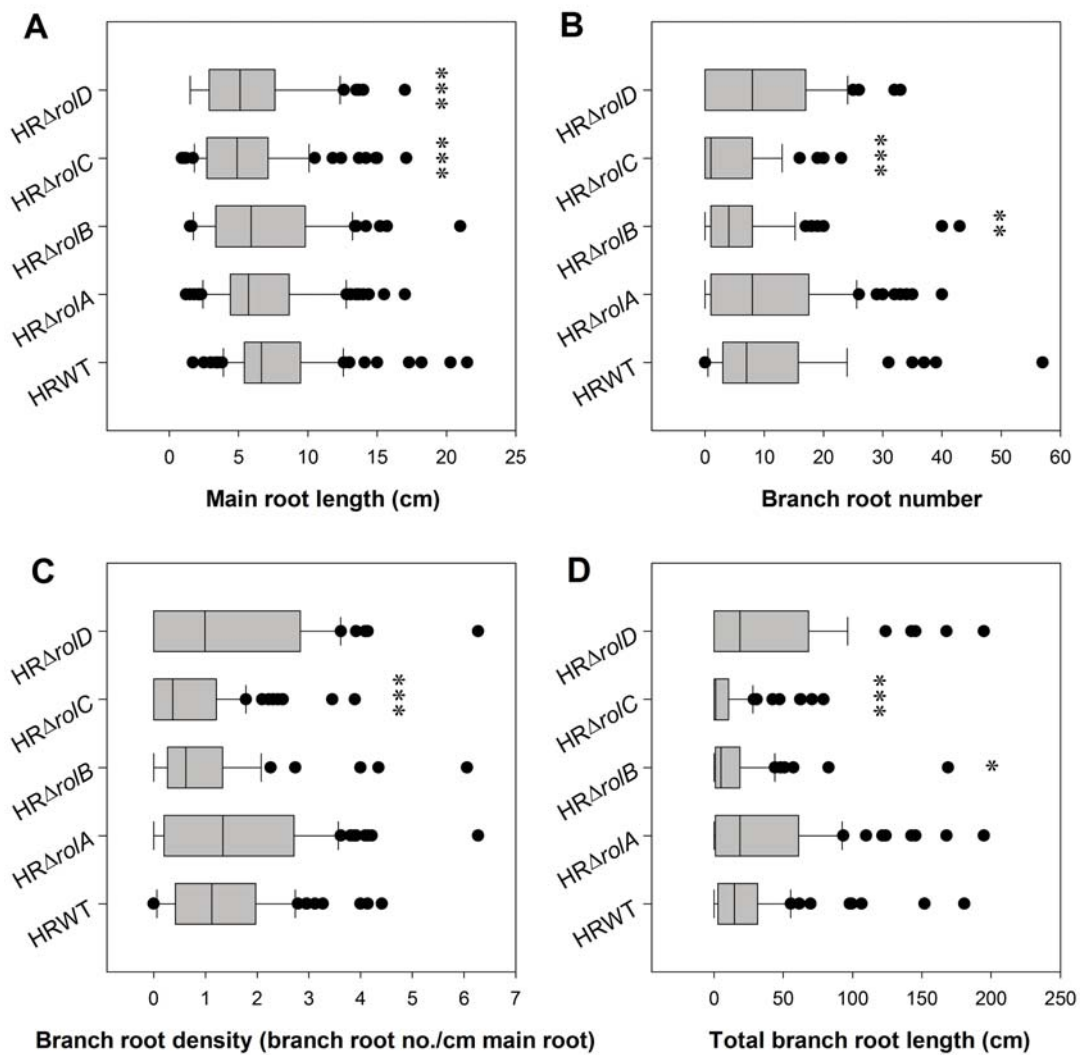 A
HRΔrolD
***
HRΔrolC
***
HRΔrolB
HRΔrolA
HRWT
0 5 10 15 20 25
Main root length (cm)
B
HRΔrolD
HRΔrolC
***
HRΔrolB
**
HRΔrolA
HRWT
0 10 20 30 40 50 60
Branch root number
C
HRΔrolD
HRΔrolC
***
HRΔrolB
HRΔrolA
HRWT
0 1 2 3 4 5 6 7
Branch root density (branch root no./cm main root)
D
HRΔrolD
HRΔrolC
***
HRΔrolB
*
HRΔrolA
HRWT
0 50 100 150 200 250
Total branch root length (cm)